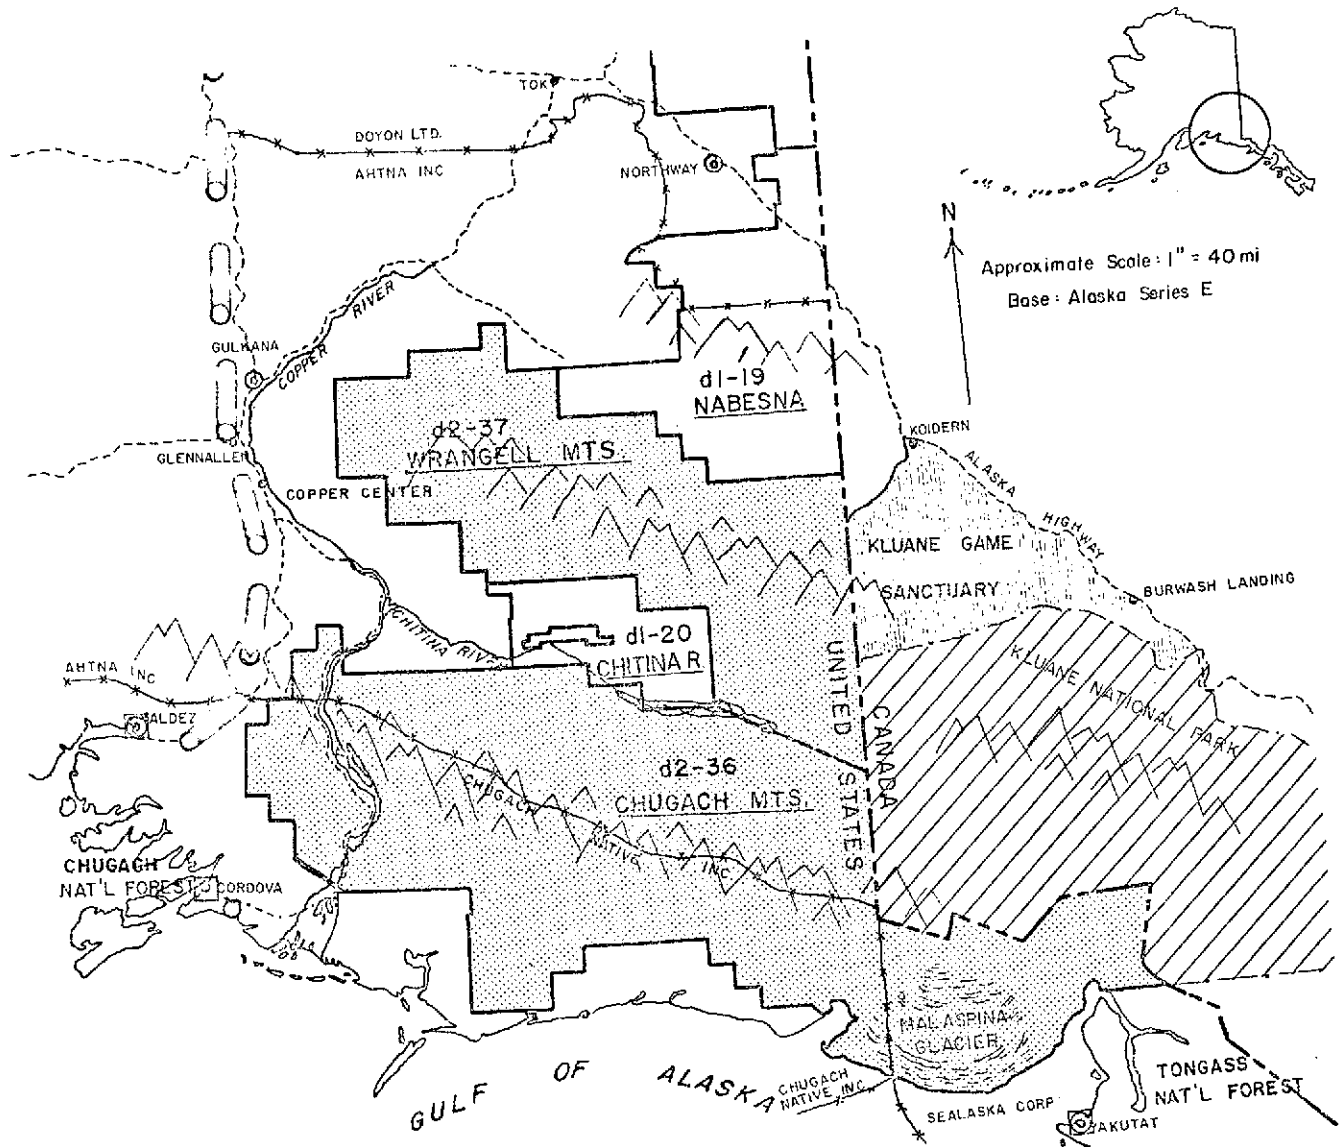 TOK
DOYON LTD.
AHTNA INC
NORTHWAY
N
Approximate Scale: 1" = 40 mi
Base: Alaska Series E
COPPER RIVER
GULKANA
d1-19
NABESNA
d2-37
WRANGELL MTS.
GLENNALLEN
COPPER CENTER
KOIDERN
ALASKA HIGHWAY
KLUANE GAME
SANCTUARY
BURWASH LANDING
CHITINA RIVER
d1-20
CHITINA R
UNITED STATES
CANADA
KLUANE NATIONAL PARK
AHTNA INC
VALDEZ
d2-36
CHUGACH MTS.
CHUGACH NATIVE INC
CHUGACH
NAT'L FOREST
CORDOVA
MALASPINA
GLACIER
GULF OF ALASKA
CHUGACH
NATIVE INC.
SEALASKA CORP
TONGASS
NAT'L FOREST
YAKUTAT